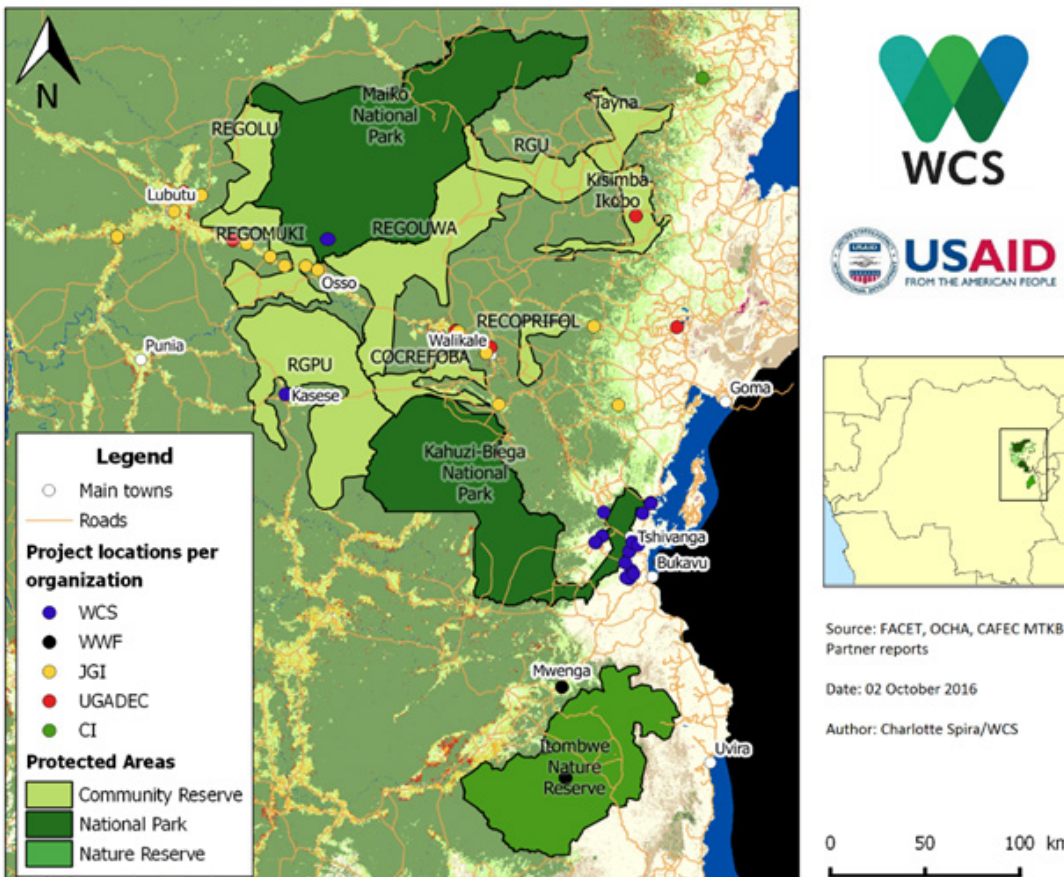 N
Maiko
National
Park
REGOLU
Tayna
RGU
Lubutu
Kisimba-
Ikobo
REGOMUKI
REGOUWA
Osso
Punia
Walikale
RECOPRIFOL
COCREFOBA
RGPU
Kasese
Goma
Kahuzi-Biega
National
Park
Tshivanga
Bukavu
Mwenga
Itombwe
Nature
Reserve
Uvira
Legend
Main towns
Roads
Project locations per
organization
WCS
WWF
JGI
UGADEC
CI
Protected Areas
Community Reserve
National Park
Nature Reserve
WCS
USAID
FROM THE AMERICAN PEOPLE
Source: FACET, OCHA, CAFEC MTKB
Partner reports
Date: 02 October 2016
Author: Charlotte Spira/WCS
0 50 100 km